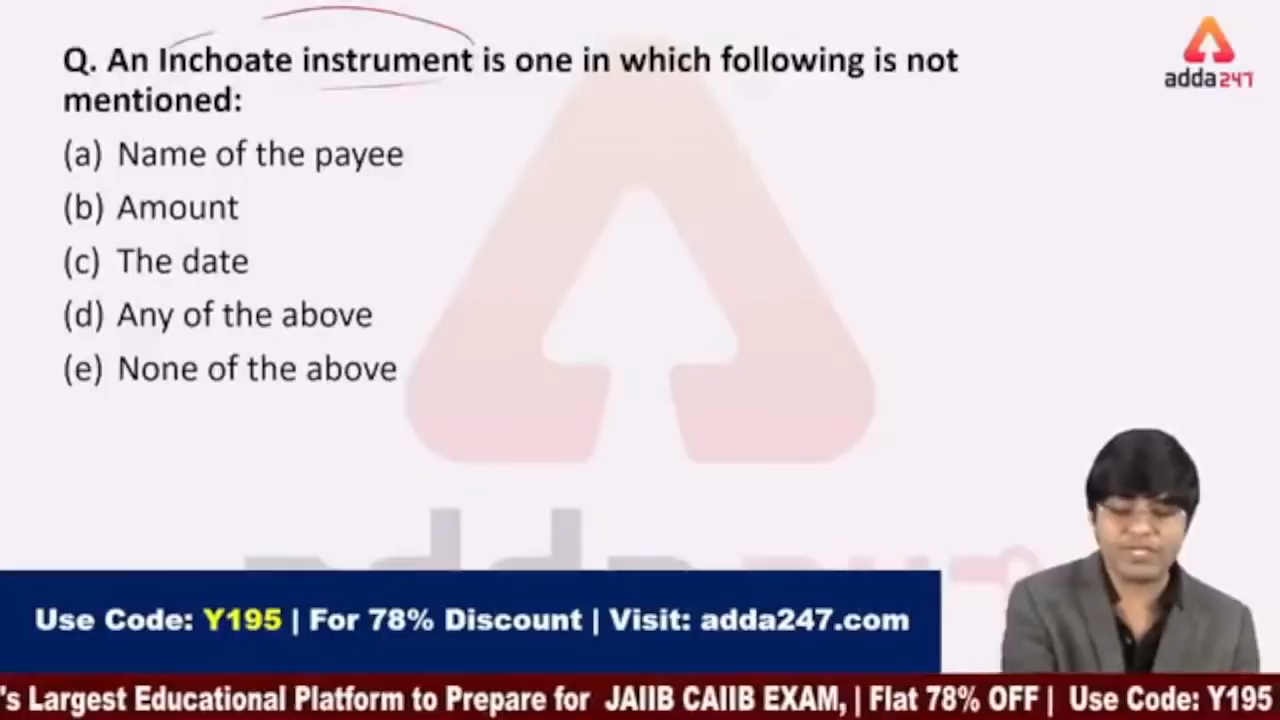 Q. An Inchoate instrument is one in which following is not
mentioned:
(a) Name of the payee
(b) Amount
(c) The date
(d) Any of the above
(e) None of the above
adda247
Use Code: Y195 | For 78% Discount | Visit: adda247.com
's Largest Educational Platform to Prepare for JAIIB CAIIB EXAM, | Flat 78% OFF | Use Code: Y195